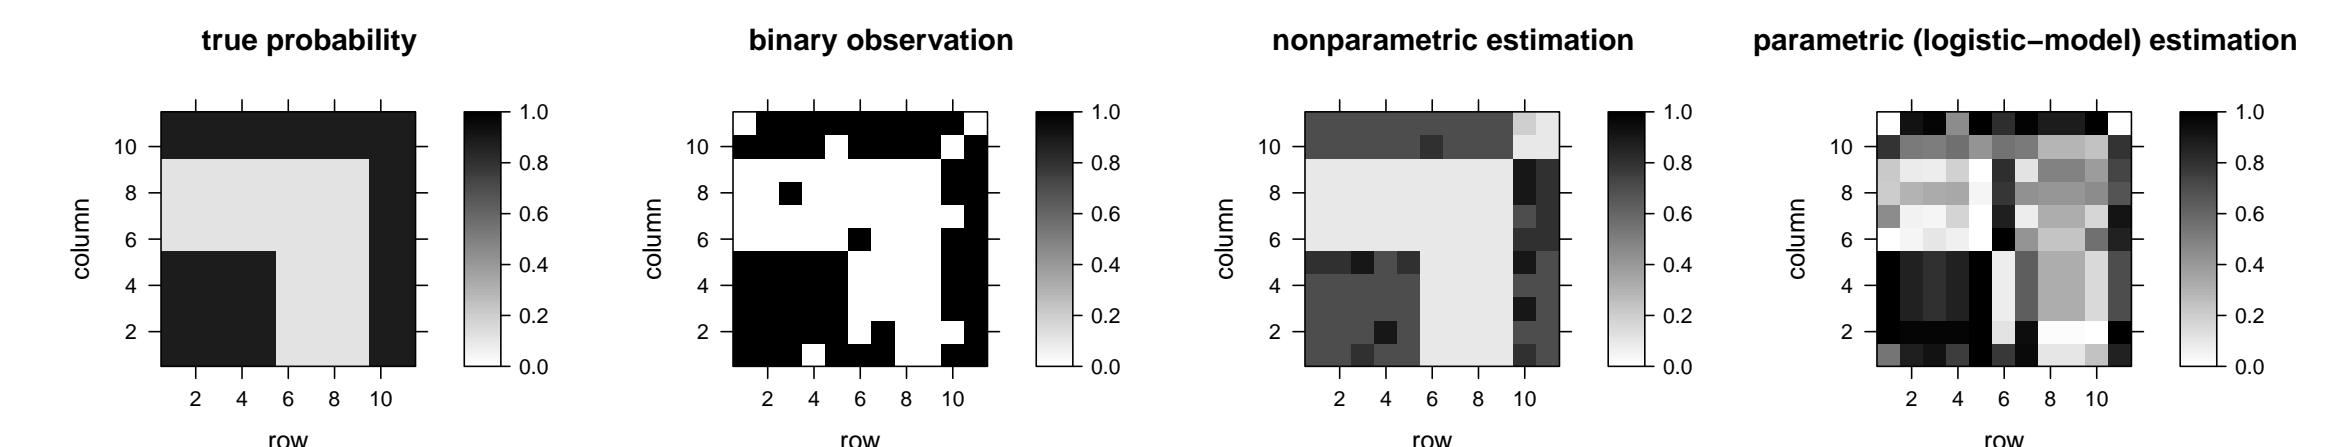 true probability
column
10
8
6
4
2
2 4 6 8 10
row
1.0
0.8
0.6
0.4
0.2
0.0
binary observation
column
10
8
6
4
2
2 4 6 8 10
row
1.0
0.8
0.6
0.4
0.2
0.0
nonparametric estimation
column
10
8
6
4
2
2 4 6 8 10
row
1.0
0.8
0.6
0.4
0.2
0.0
parametric (logistic−model) estimation
column
10
8
6
4
2
2 4 6 8 10
row
1.0
0.8
0.6
0.4
0.2
0.0